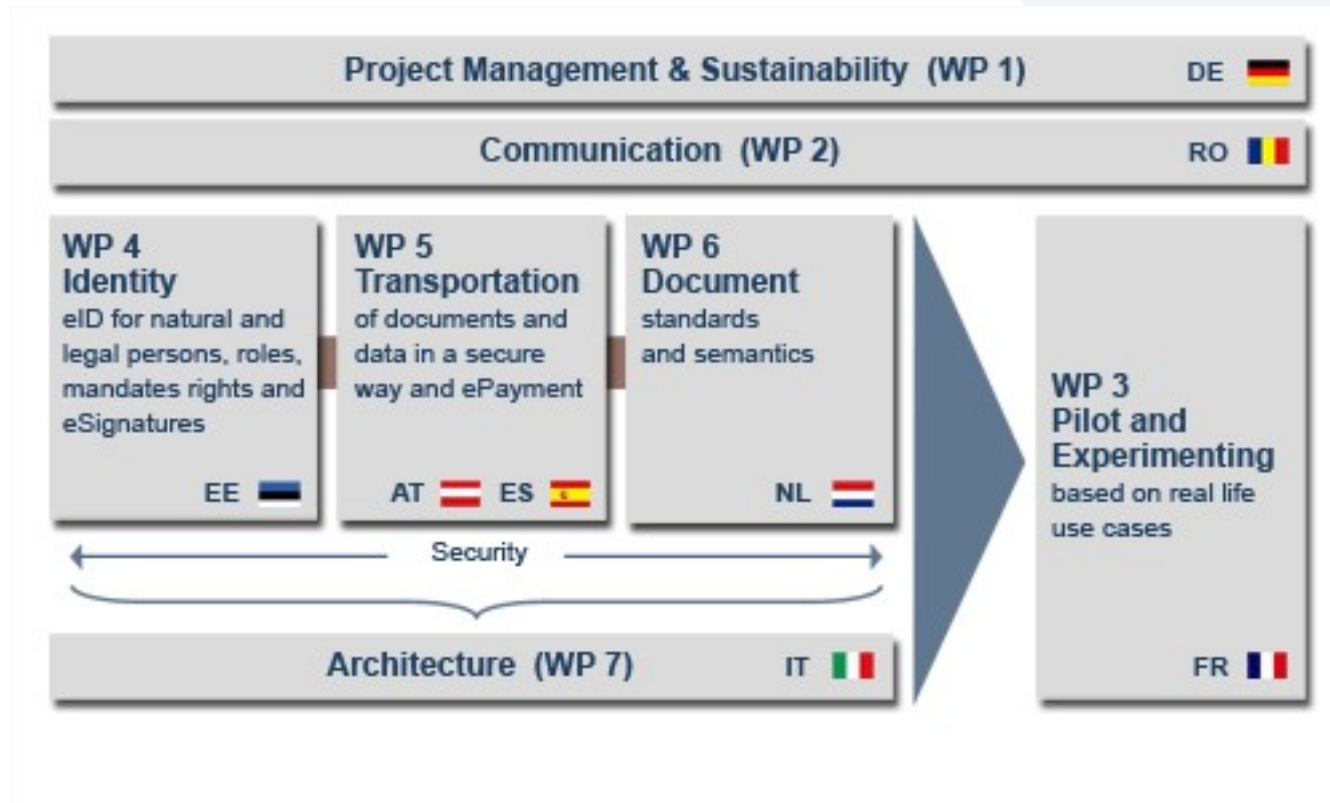 Project Management & Sustainability (WP 1)
DE
Communication (WP 2)
RO
WP 4
Identity
eID for natural and
legal persons, roles,
mandates rights and
eSignatures
EE
WP 5
Transportation
of documents and
data in a secure
way and ePayment
AT
ES
WP 6
Document
standards
and semantics
NL
Security
Architecture (WP 7)
IT
WP 3
Pilot and
Experimenting
based on real life
use cases
FR